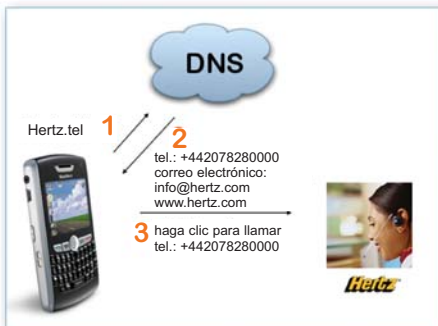 DNS
Hertz.tel
1
2
tel.: +442078280000
correo electrónico:
info@hertz.com
www.hertz.com
3
haga clic para llamar
tel.: +442078280000
Hertz